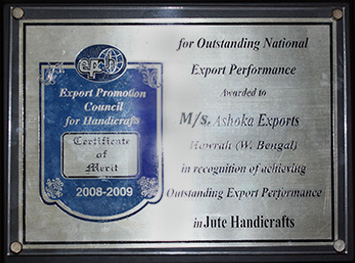 epch
Export Promotion
Council
for Handicrafts
Certificate
of
Merit
2008-2009
for Outstanding National
Export Performance
Awarded to
M/s. Ashoka Exports
Howrah (W. Bengal)
in recognition of achieving
Outstanding Export Performance
in Jute Handicrafts